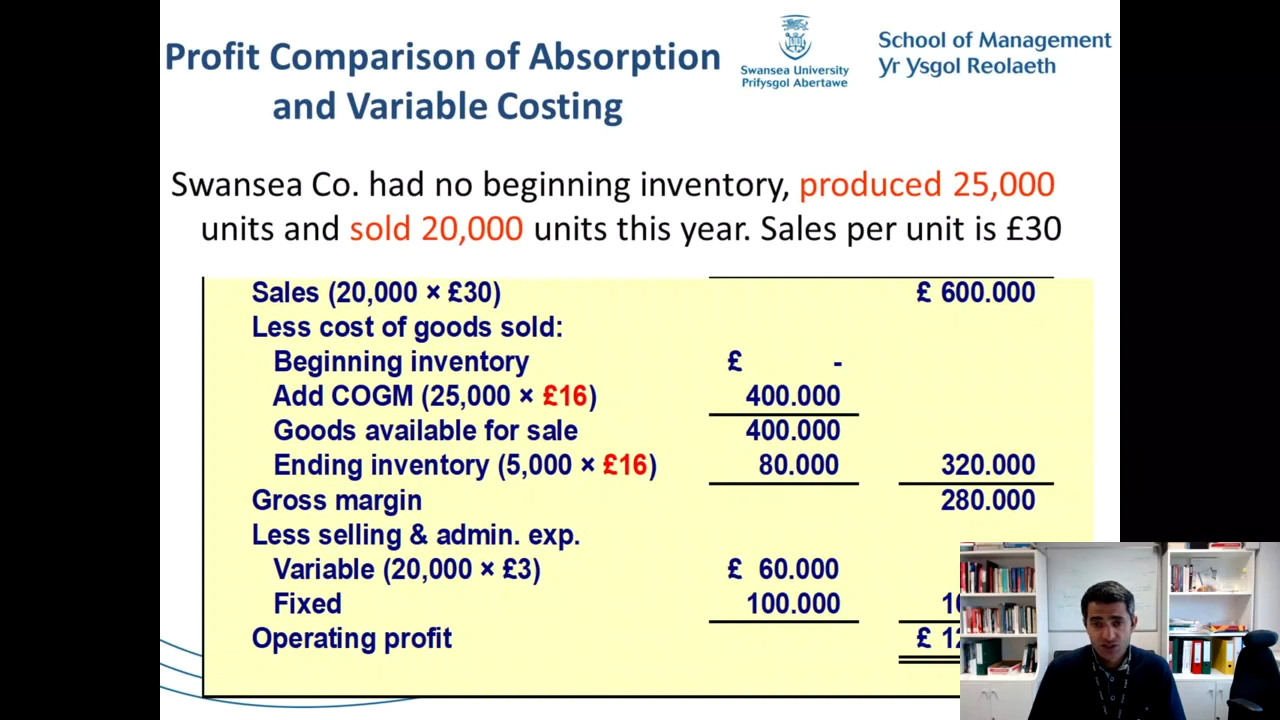 Profit Comparison of Absorption
and Variable Costing
Swansea University
Prifysgol Abertawe
School of Management
Yr Ysgol Reolaeth
Swansea Co. had no beginning inventory, produced 25,000
units and sold 20,000 units this year. Sales per unit is £30
Sales (20,000 × £30) £ 600.000
Less cost of goods sold:
Beginning inventory £ -
Add COGM (25,000 × £16) 400.000
Goods available for sale 400.000
Ending inventory (5,000 × £16) 80.000 320.000
Gross margin 280.000
Less selling & admin. exp.
Variable (20,000 × £3) £ 60.000
Fixed 100.000
Operating profit £